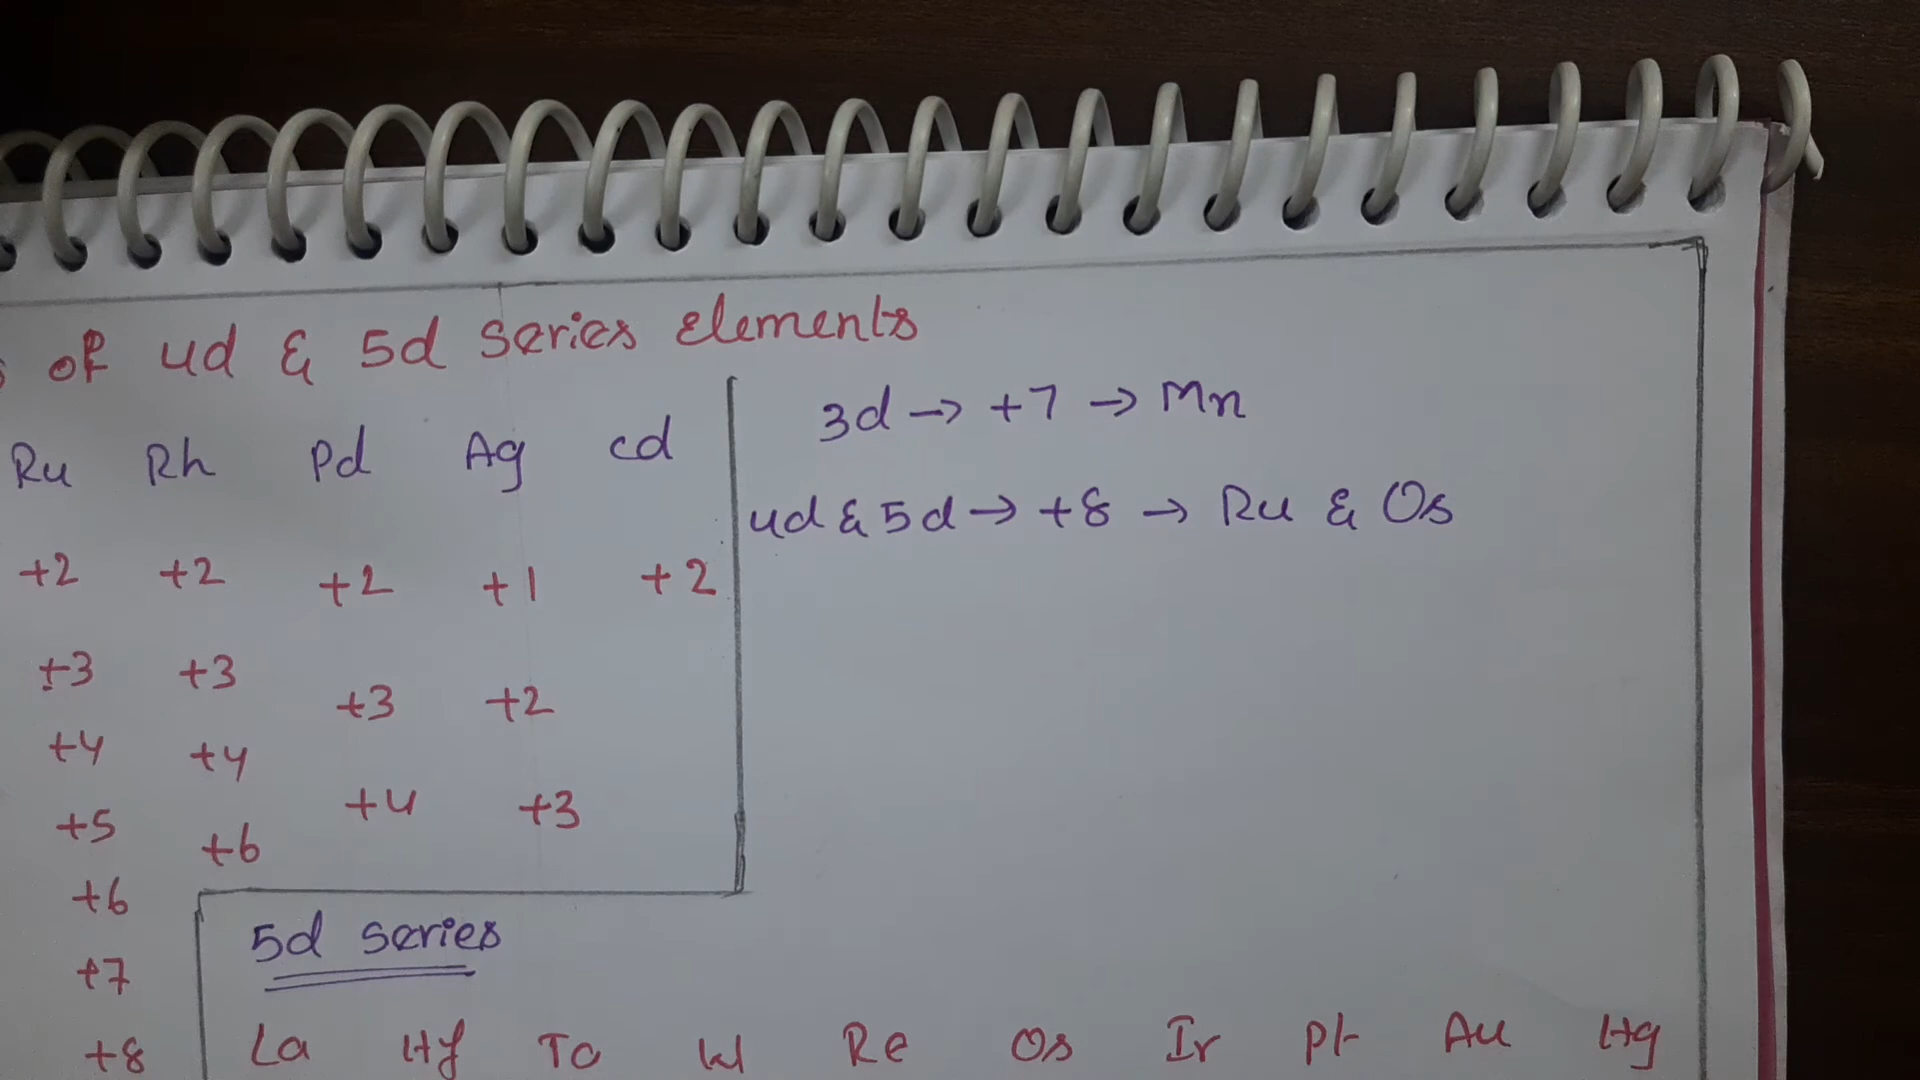 of 4d & 5d series elements
Ru Rh Pd Ag Cd
+2 +2 +2 +1 +2
+3 +3 +3 +2
+4 +4 +4 +3
+5 +6
+6
+7
+8
3d → +7 → Mn
4d & 5d → +8 → Ru & Os
5d series
La Hf Ta W Re Os Ir Pt Au Hg